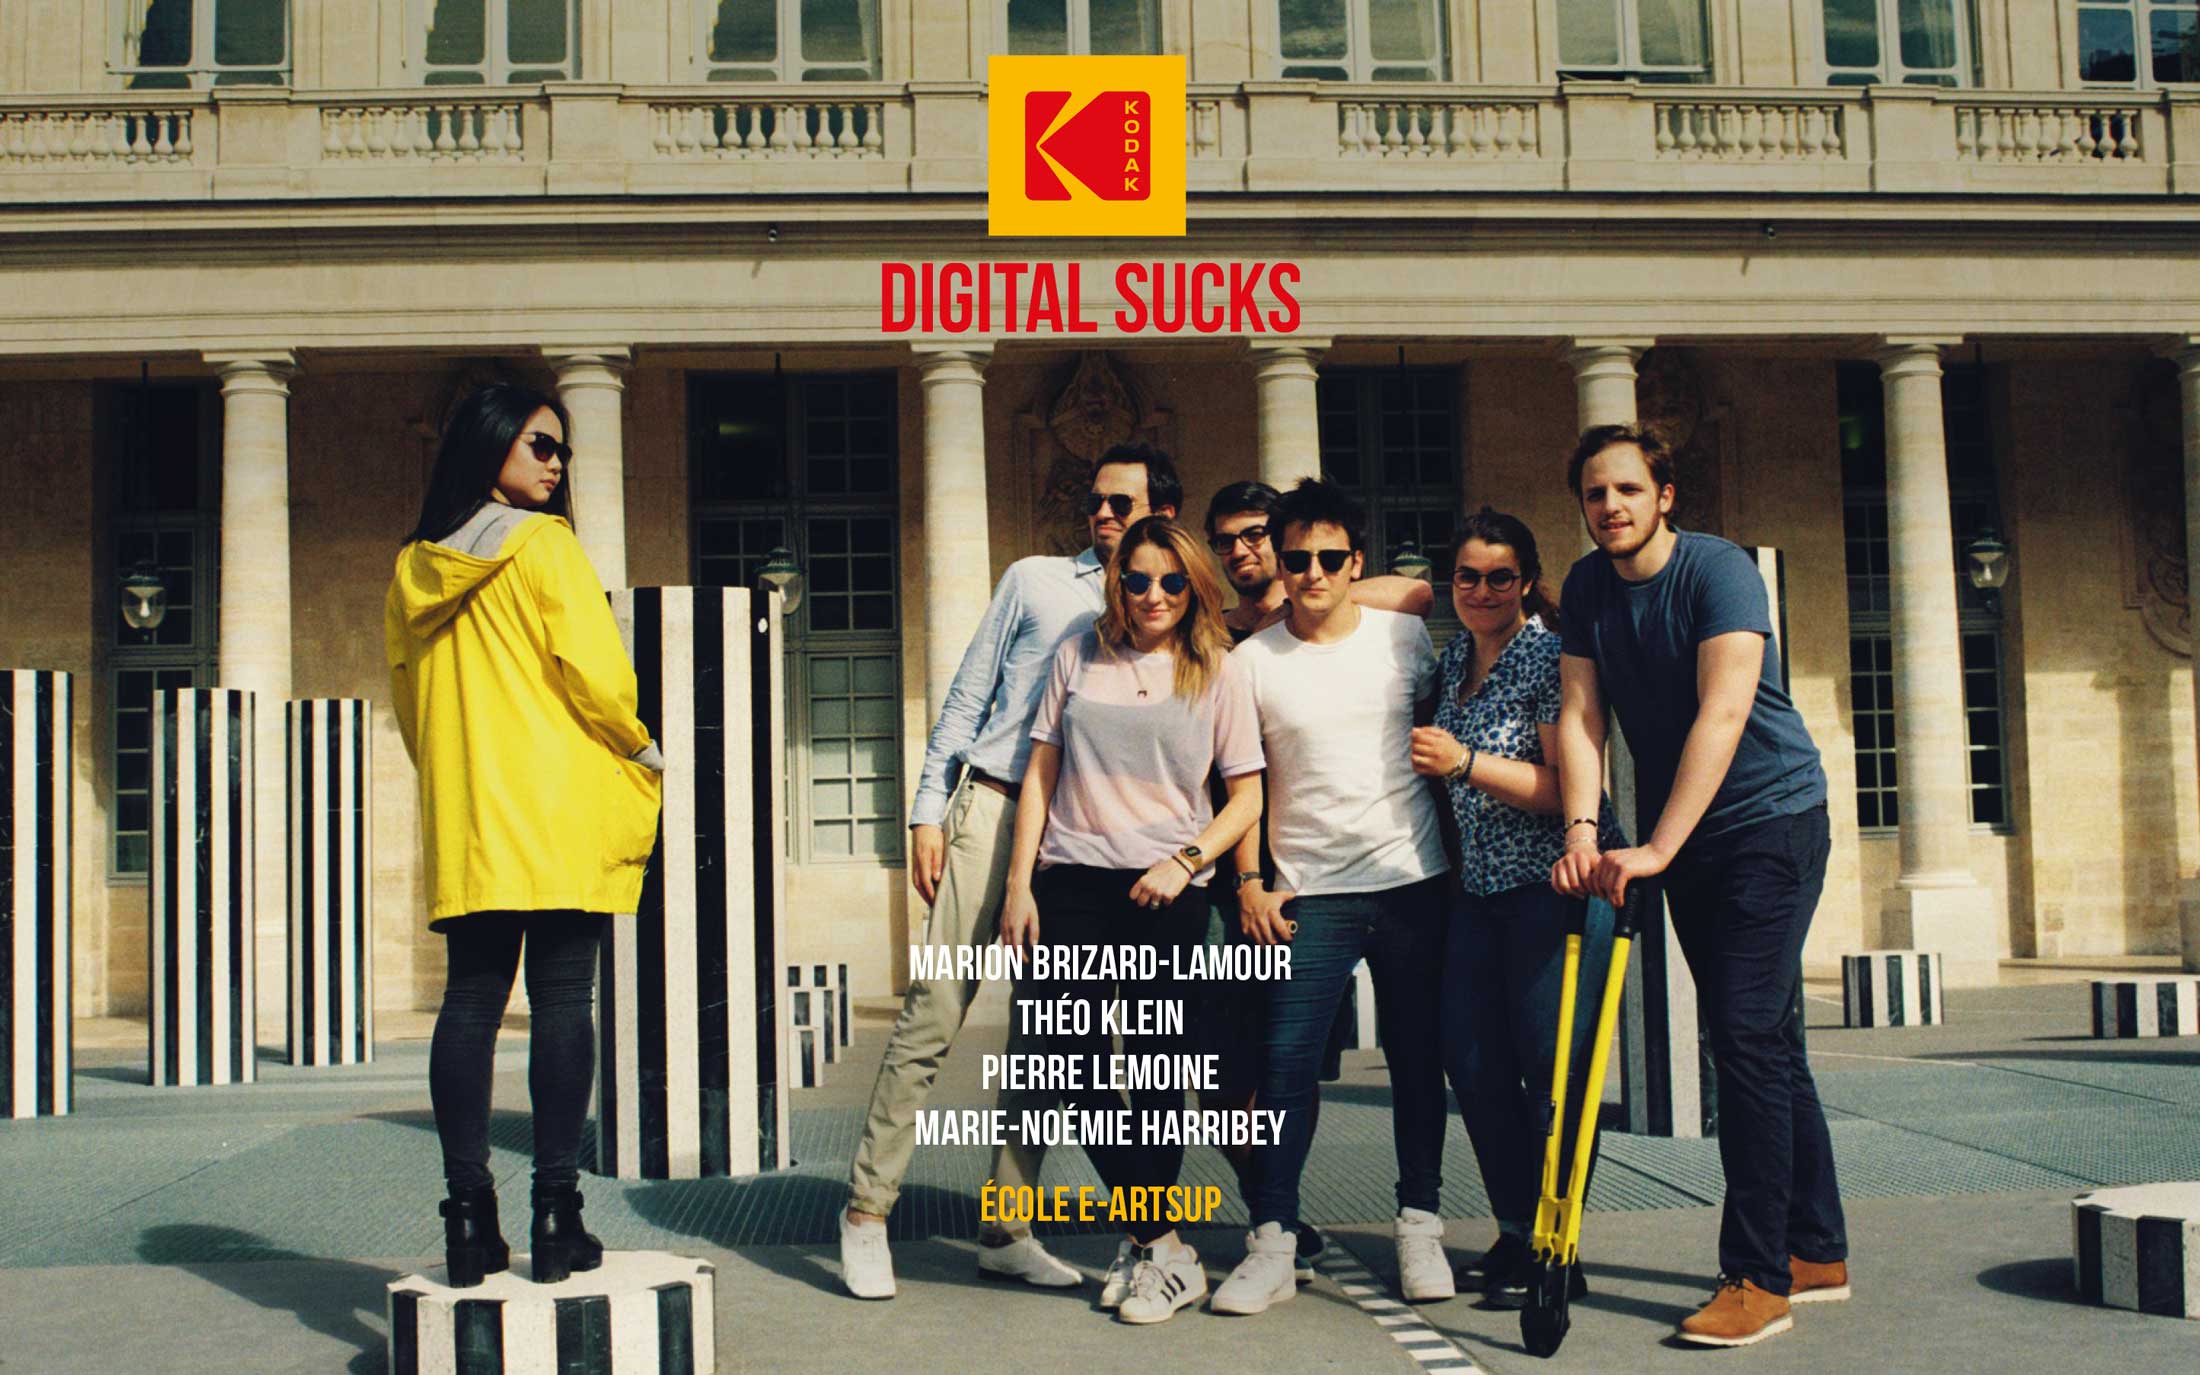 KODAK
DIGITAL SUCKS
MARION BRIZARD-LAMOUR
THÉO KLEIN
PIERRE LEMOINE
MARIE-NOÉMIE HARRIBEY
ÉCOLE E-ARTSUP